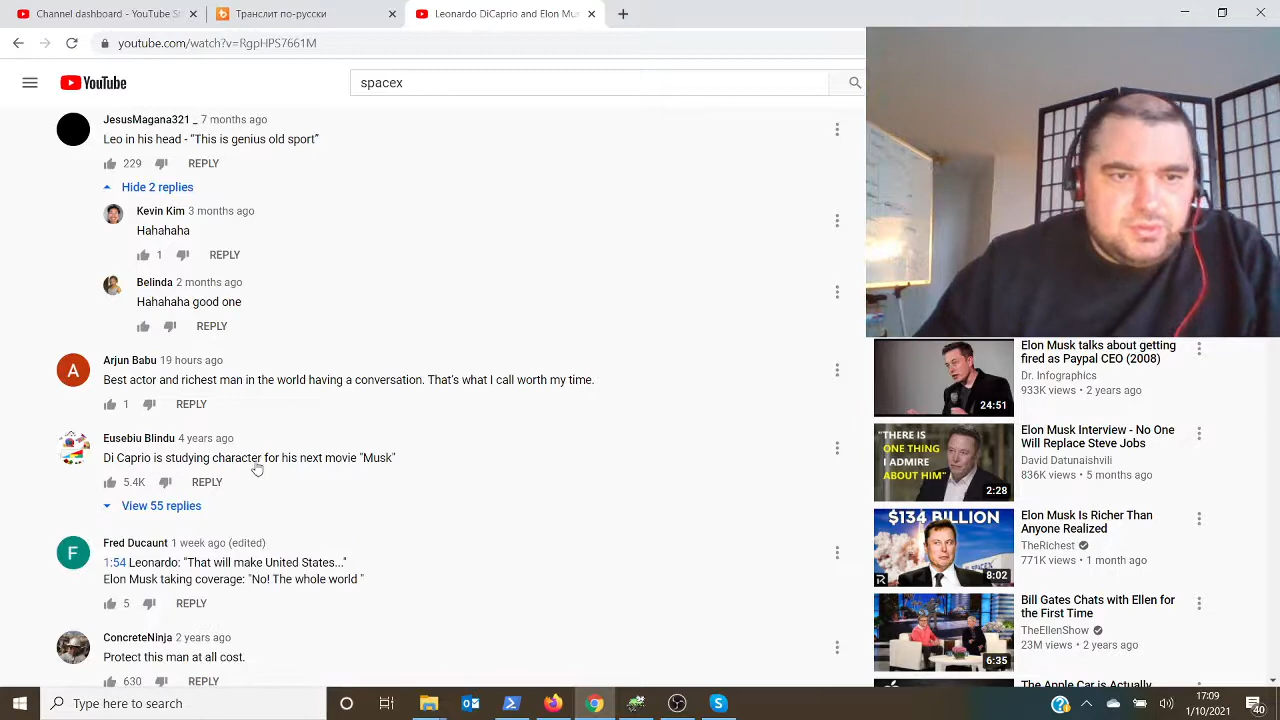 Chamath Palihapitiya on S
Транслит по-русски
Leonardo DiCaprio and Elon Mu
youtube.com/watch?v=RgpHPS7661M
YouTube
spacex
JesusMagana321 _ 7 months ago
Leo in his head - “This is genius old sport”
229 REPLY
Hide 2 replies
Kevin Kim 3 months ago
Hahahaha
1 REPLY
Belinda 2 months ago
Hahahaha good one
REPLY
A
Arjun Babu 19 hours ago
Best actor and richest man in the world having a conversation. That's what I call worth my time.
1 REPLY
Eusebiu Blindu
Di Caprio is studying character for his next movie "Musk"
5.4K REPLY
View 55 replies
F
Fred Ducaunt 1 week ago (edited)
1:54 Leonardo: "That will make United States..."
Elon Musk taking coverage: "No! The whole world "
5 REPLY
ConcreteNinja 2 years ago
Protect this man at all cost
630 REPLY
24:51
Elon Musk talks about getting
fired as Paypal CEO (2008)
Dr. Infographics
933K views • 2 years ago
"THERE IS
ONE THING
I ADMIRE
ABOUT HIM"
2:28
Elon Musk Interview - No One
Will Replace Steve Jobs
David Datunaishvili
836K views • 5 months ago
$134 BILLION
SPACEX
R
8:02
Elon Musk Is Richer Than
Anyone Realized
TheRichest
771K views • 1 month ago
6:35
Bill Gates Chats with Ellen for
the First Time
TheEllenShow
23M views • 2 years ago
The Apple Car is Actually
Type here to search
17:09
1/10/2021
40